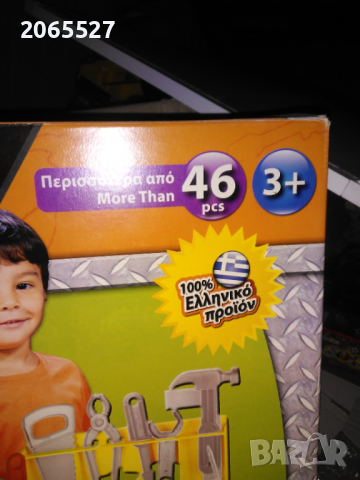 2065527
Περισσότερα από
More Than
46
pcs
3+
100%
Ελληνικό
προϊόν
BAZAR